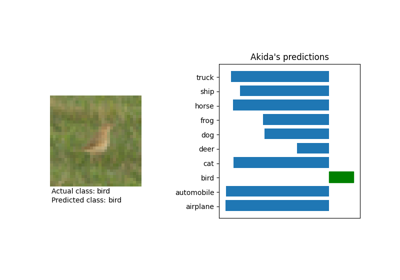 Akida's predictions
truck
ship
horse
frog
dog
deer
cat
bird
automobile
airplane
Actual class: bird
Predicted class: bird